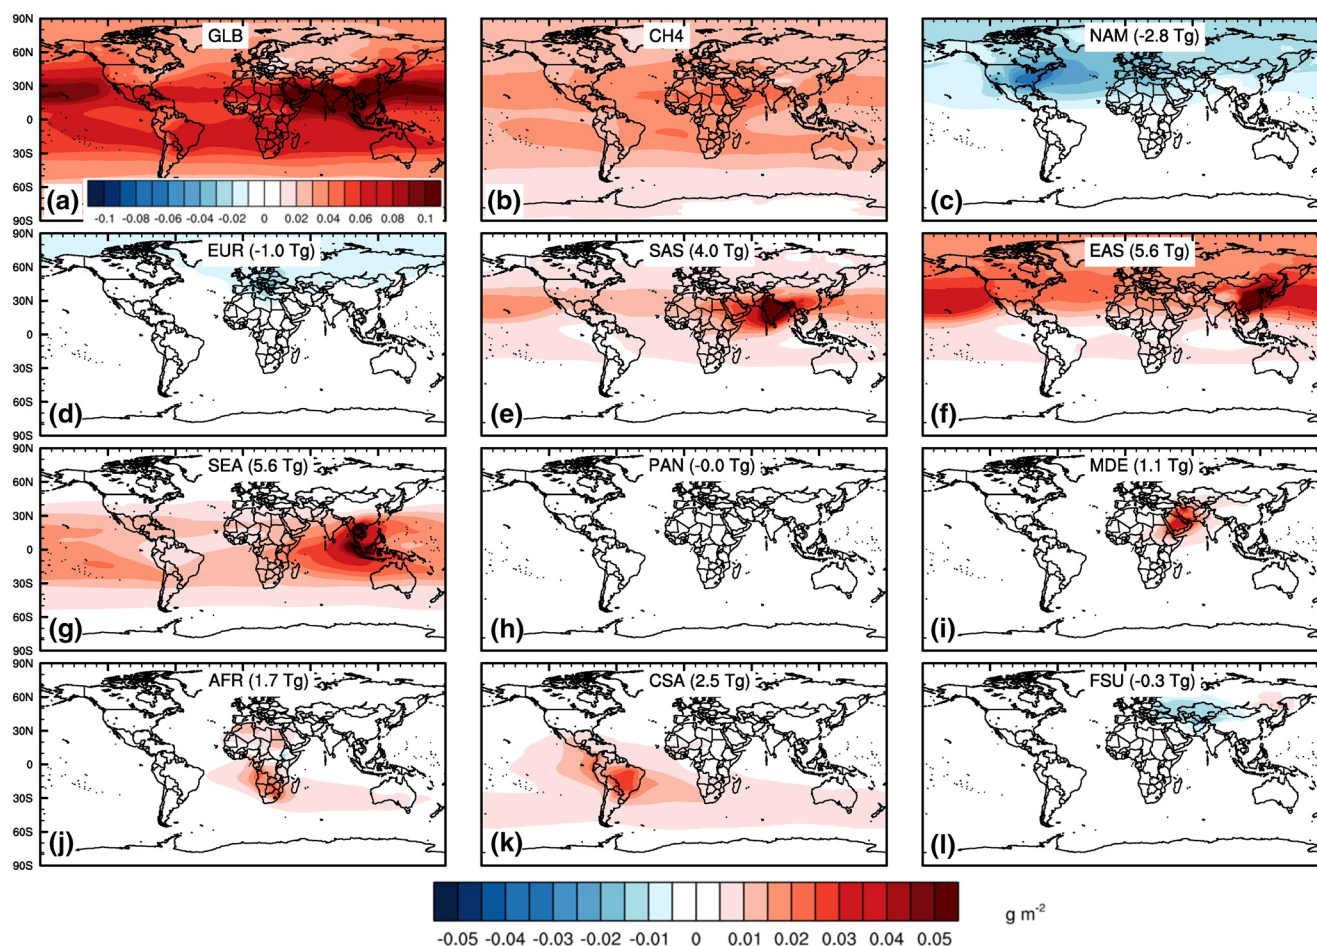 GLB
CH4
NAM (-2.8 Tg)
90N
60N
30N
0
30S
60S
90S
-0.1 -0.08 -0.06 -0.04 -0.02 0 0.02 0.04 0.06 0.08 0.1
(a)
(b)
(c)
EUR (-1.0 Tg)
SAS (4.0 Tg)
EAS (5.6 Tg)
90N
60N
30N
0
30S
60S
90S
(d)
(e)
(f)
SEA (5.6 Tg)
PAN (-0.0 Tg)
MDE (1.1 Tg)
90N
60N
30N
0
30S
60S
90S
(g)
(h)
(i)
AFR (1.7 Tg)
CSA (2.5 Tg)
FSU (-0.3 Tg)
90N
60N
30N
0
30S
60S
90S
(j)
(k)
(l)
-0.05 -0.04 -0.02 -0.01 0 0.01 0.02 0.04 0.05
g m-2